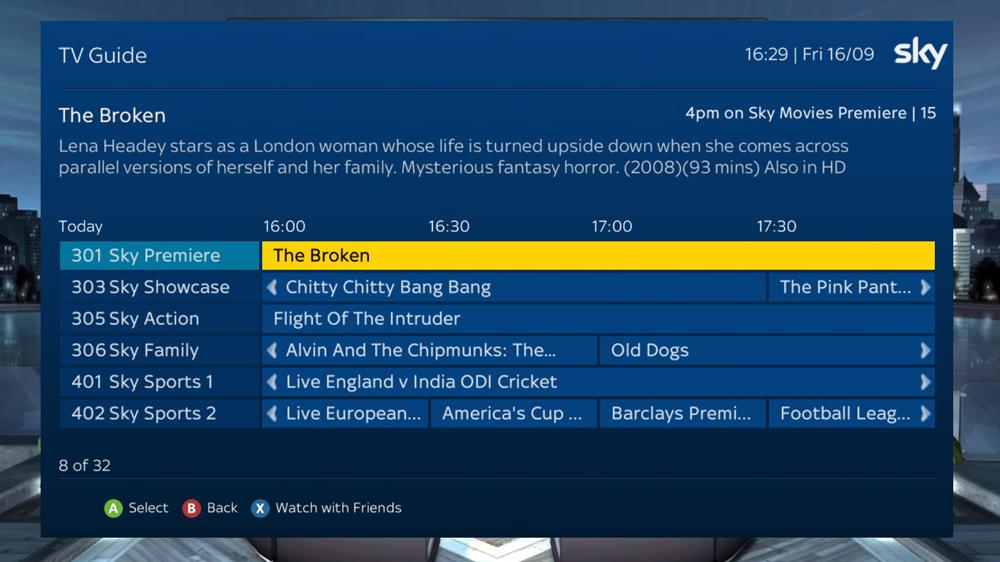 TV Guide
16:29 | Fri 16/09
sky
The Broken
4pm on Sky Movies Premiere | 15
Lena Headey stars as a London woman whose life is turned upside down when she comes across
parallel versions of herself and her family. Mysterious fantasy horror. (2008)(93 mins) Also in HD
Today 16:00 16:30 17:00 17:30
301 Sky Premiere The Broken
303 Sky Showcase Chitty Chitty Bang Bang The Pink Pant...
305 Sky Action Flight Of The Intruder
306 Sky Family Alvin And The Chipmunks: The... Old Dogs
401 Sky Sports 1 Live England v India ODI Cricket
402 Sky Sports 2 Live European... America's Cup ... Barclays Premi... Football Leag...
8 of 32
A Select B Back X Watch with Friends